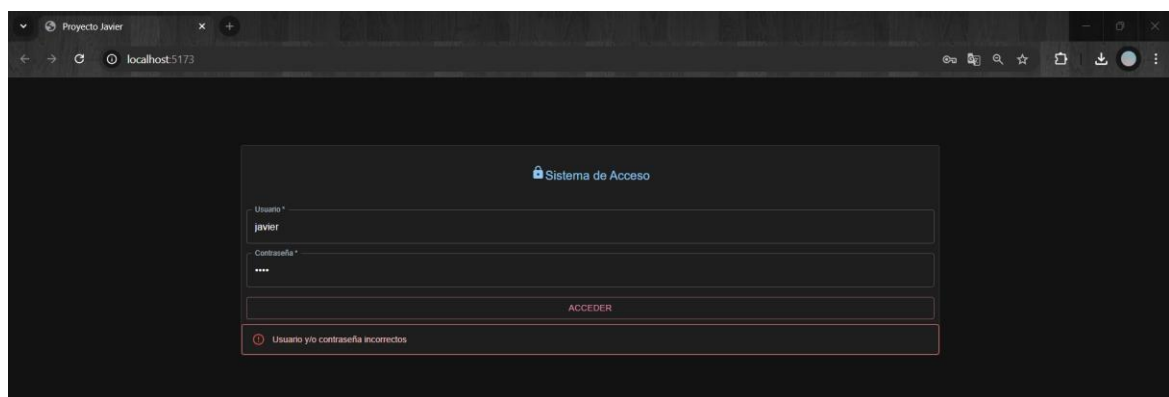 Proyecto Javier
localhost:5173
Sistema de Acceso
Usuario *
javier
Contraseña *
••••
ACCEDER
Usuario y/o contraseña incorrectos